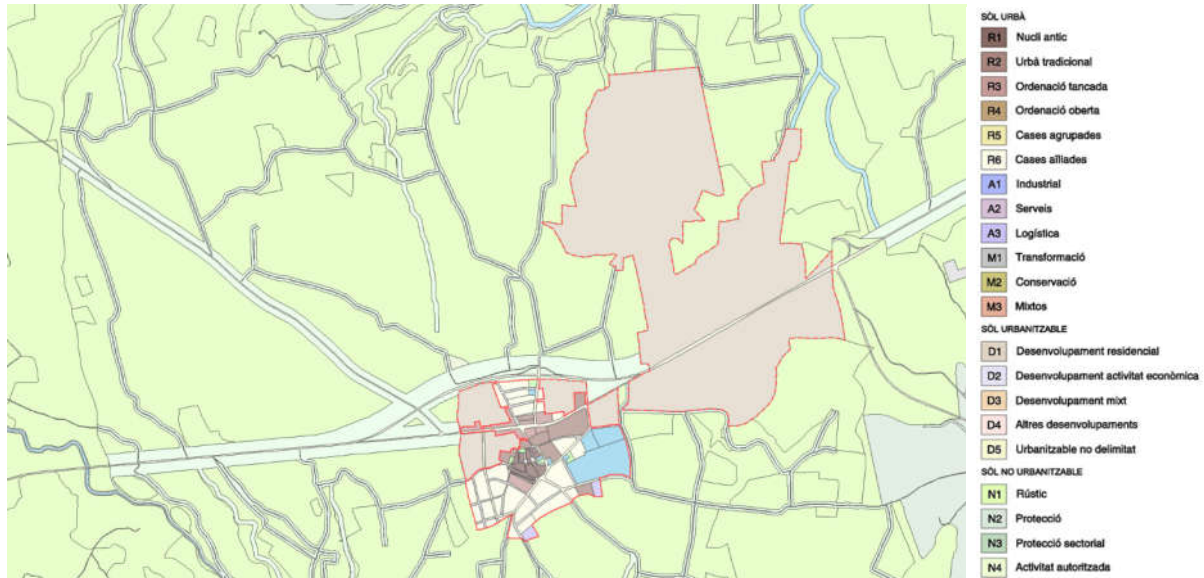 SÒL URBÀ
R1 Nucli antic
R2 Urbà tradicional
R3 Ordenació tancada
R4 Ordenació oberta
R5 Cases agrupades
R6 Cases aïllades
A1 Industrial
A2 Serveis
A3 Logística
M1 Transformació
M2 Conservació
M3 Mixtos
SÒL URBANITZABLE
D1 Desenvolupament residencial
D2 Desenvolupament activitat econòmica
D3 Desenvolupament mixt
D4 Altres desenvolupaments
D5 Urbanitzable no delimitat
SÒL NO URBANITZABLE
N1 Rústic
N2 Protecció
N3 Protecció sectorial
N4 Activitat autoritzada